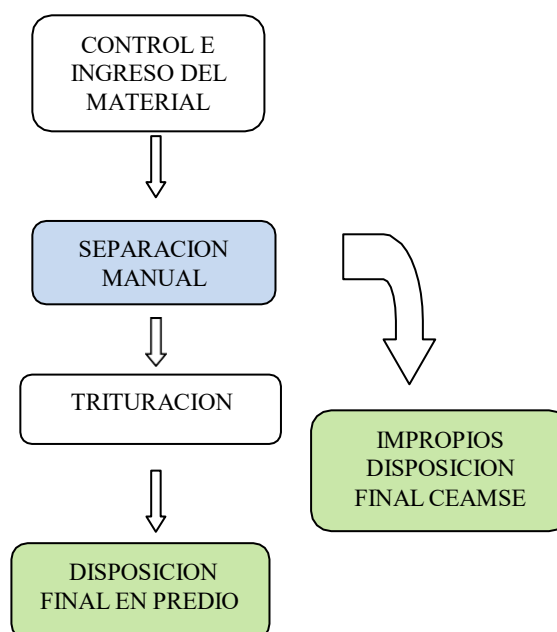 CONTROL E
INGRESO DEL
MATERIAL
SEPARACION
MANUAL
TRITURACION
IMPROPIOS
DISPOSICION
FINAL CEAMSE
DISPOSICION
FINAL EN PREDIO